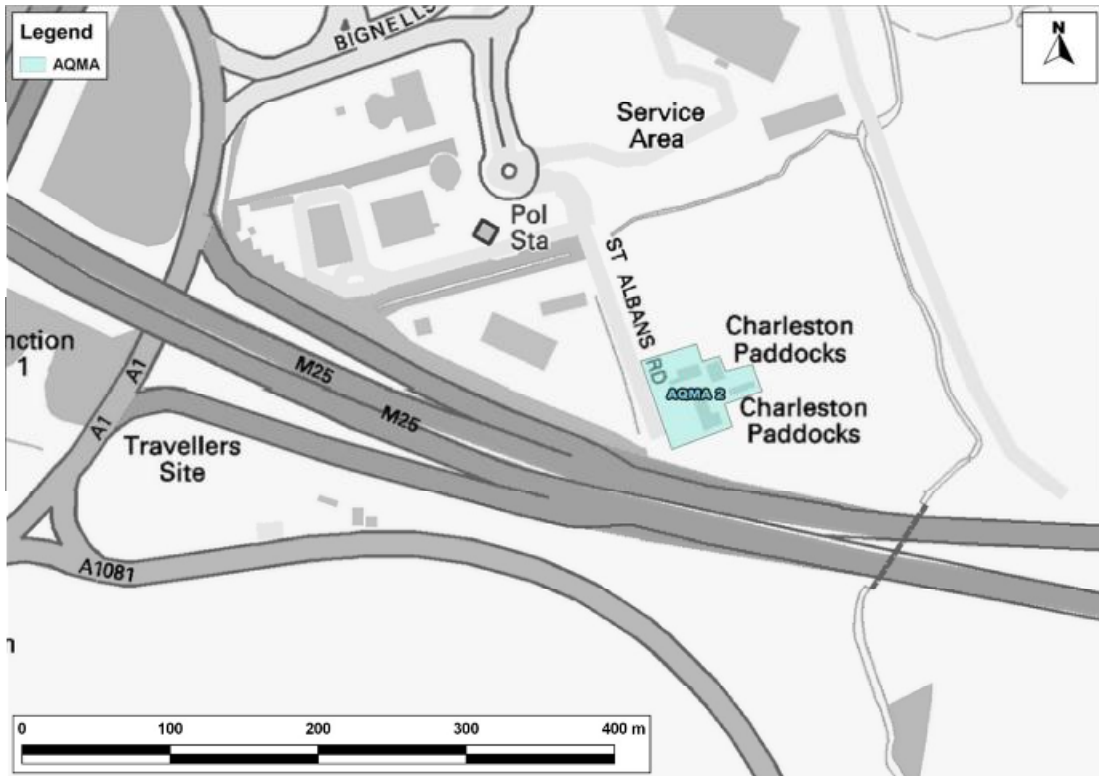 Legend
AQMA
BIGNELLS
N
Service
Area
Pol
Sta
ST ALBANS RD
Charleston
Paddocks
AQMA 2
Charleston
Paddocks
nction
1
A1
A1
M25
M25
Travellers
Site
A1081
n
0 100 200 300 400 m